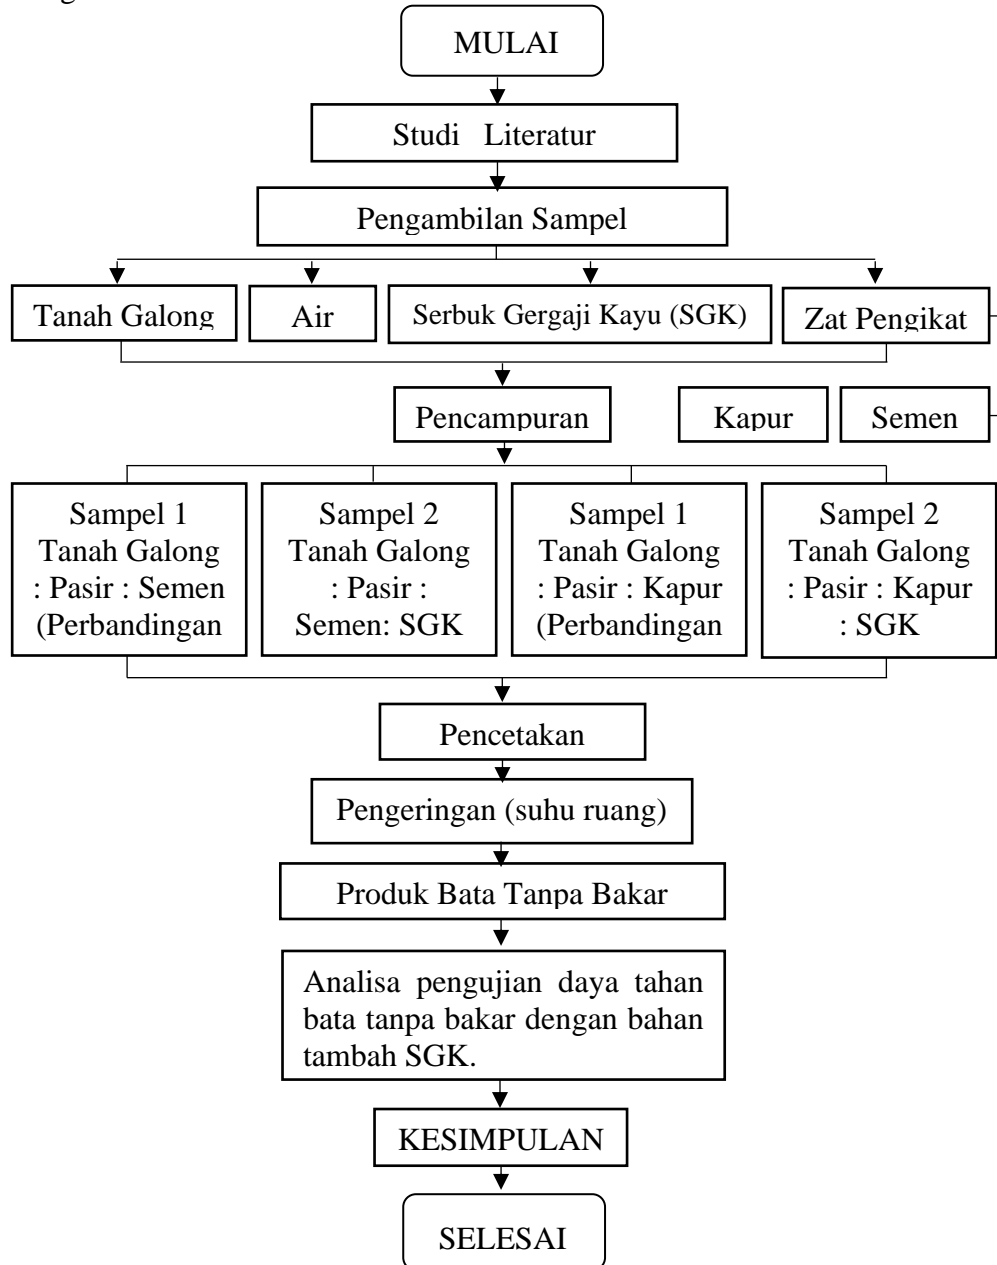 MULAI
Studi Literatur
Pengambilan Sampel
Tanah Galong
Air
Serbuk Gergaji Kayu (SGK)
Zat Pengikat
Pencampuran
Kapur
Semen
Sampel 1
Tanah Galong
: Pasir : Semen
(Perbandingan
Sampel 2
Tanah Galong
: Pasir :
Semen: SGK
Sampel 1
Tanah Galong
: Pasir : Kapur
(Perbandingan
Sampel 2
Tanah Galong
: Pasir : Kapur
: SGK
Pencetakan
Pengeringan (suhu ruang)
Produk Bata Tanpa Bakar
Analisa pengujian daya tahan
bata tanpa bakar dengan bahan
tambah SGK.
KESIMPULAN
SELESAI